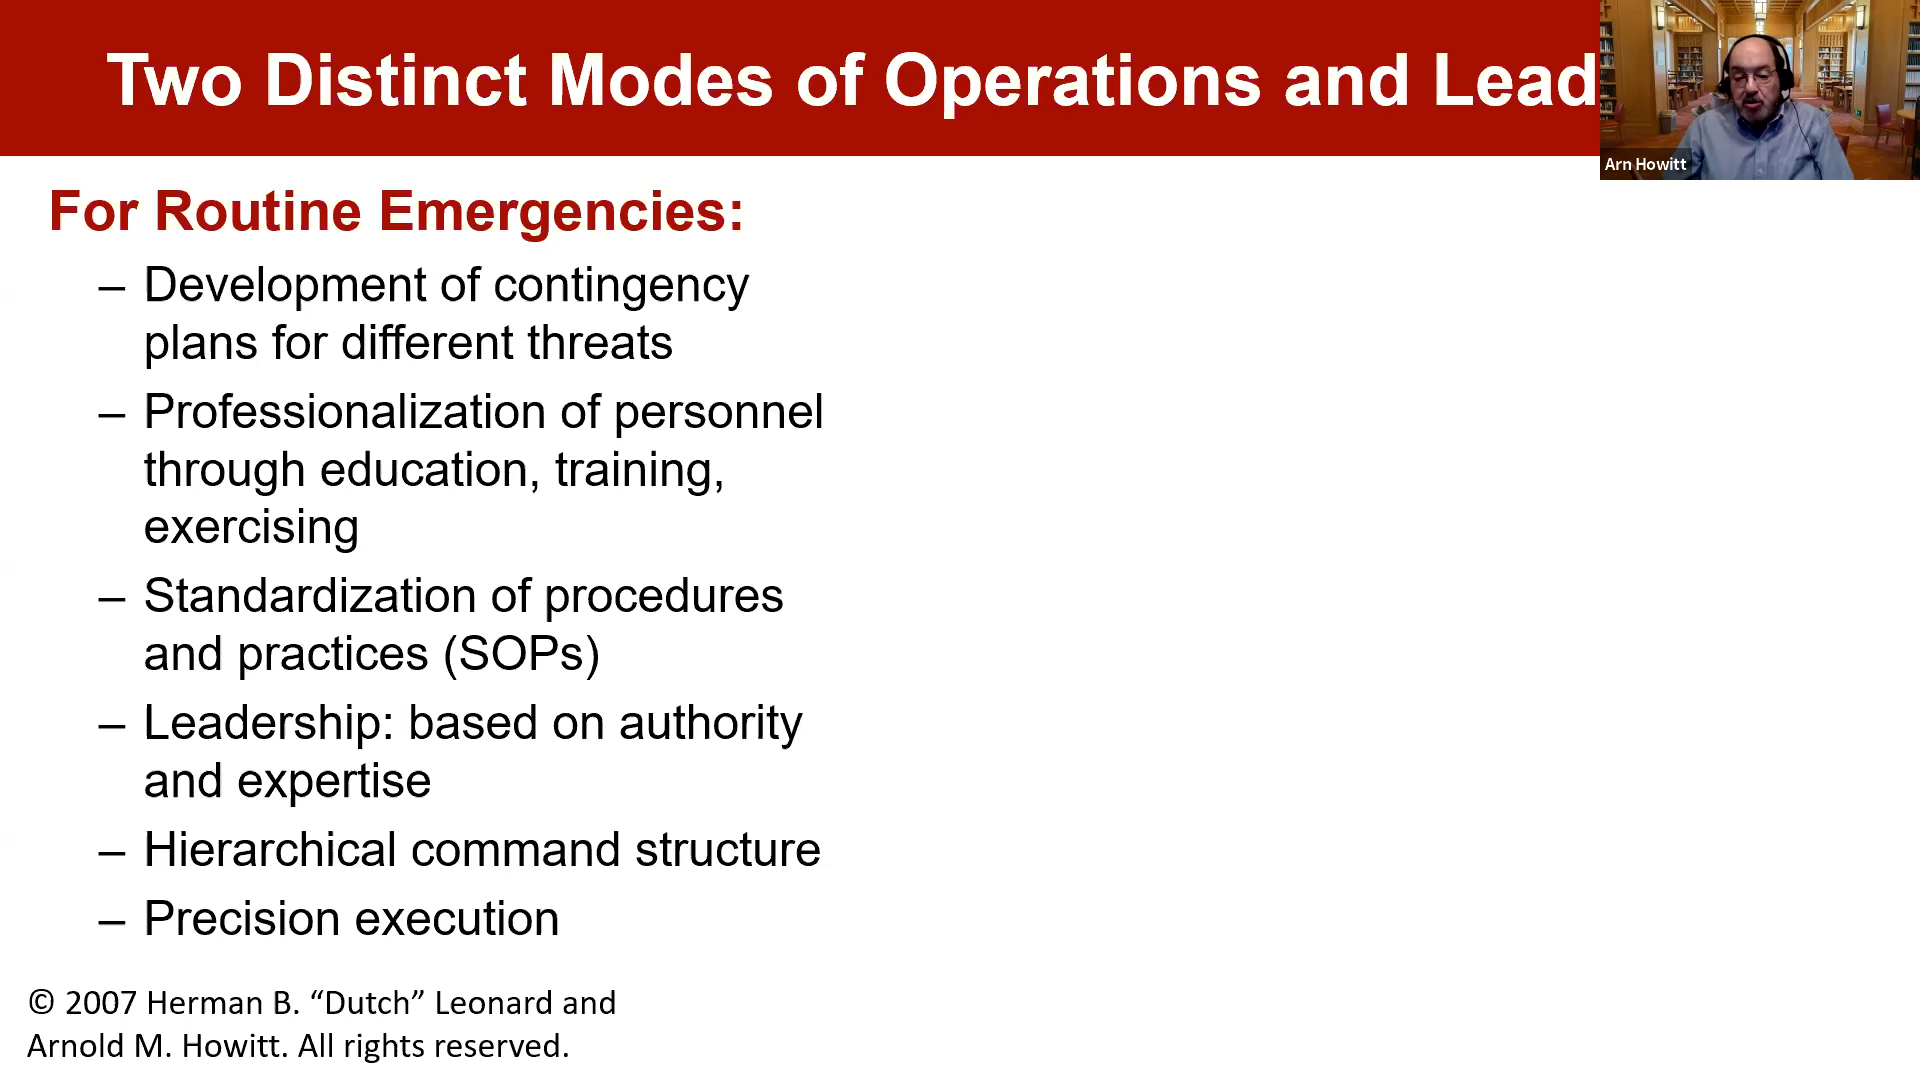 Two Distinct Modes of Operations and Lead
Arn Howitt
For Routine Emergencies:
– Development of contingency
plans for different threats
– Professionalization of personnel
through education, training,
exercising
– Standardization of procedures
and practices (SOPs)
– Leadership: based on authority
and expertise
– Hierarchical command structure
– Precision execution
© 2007 Herman B. “Dutch” Leonard and
Arnold M. Howitt. All rights reserved.